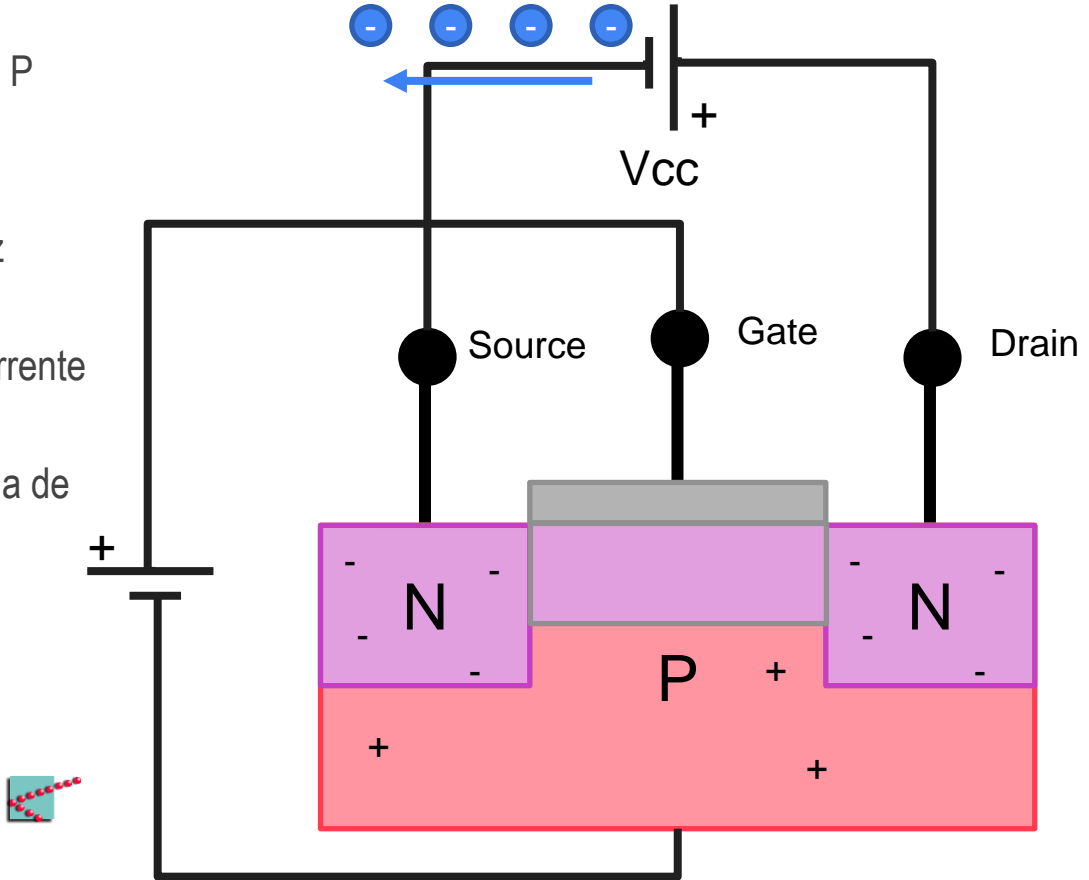 P
z
rrente
a de
- - - -
+
Vcc
Source
Gate
Drain
+
- -
N
-
-
- -
N
-
-
P
+
+
+